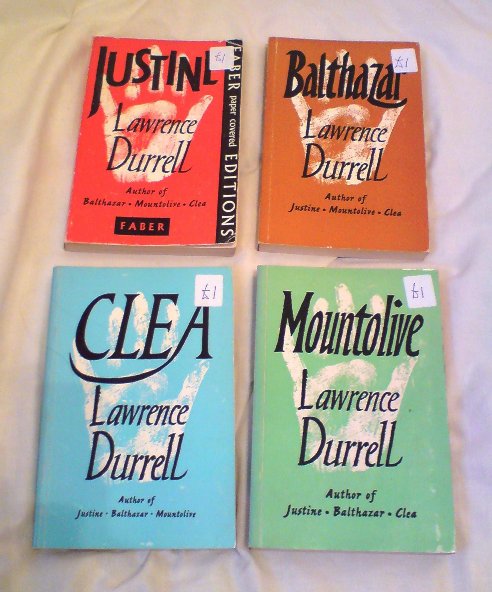 JUSTINE
£1
Lawrence
Durrell
Author of
Balthazar • Mountolive • Clea
FABER
FABER paper covered EDITIONS
Balthazar
£1
Lawrence
Durrell
Author of
Justine • Mountolive • Clea
CLEA
£1
Lawrence
Durrell
Author of
Justine • Balthazar • Mountolive
Mountolive
£1
Lawrence
Durrell
Author of
Justine • Balthazar • Clea